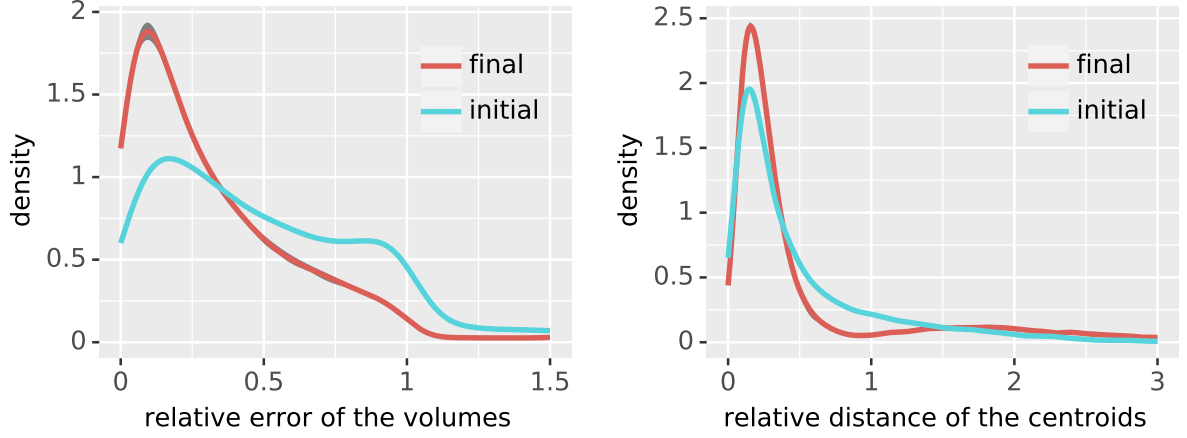 2
1.5
1
0.5
0
density
final
initial
0
0.5
1
1.5
relative error of the volumes
2.5
2
1.5
1
0.5
0
density
final
initial
0
1
2
3
relative distance of the centroids